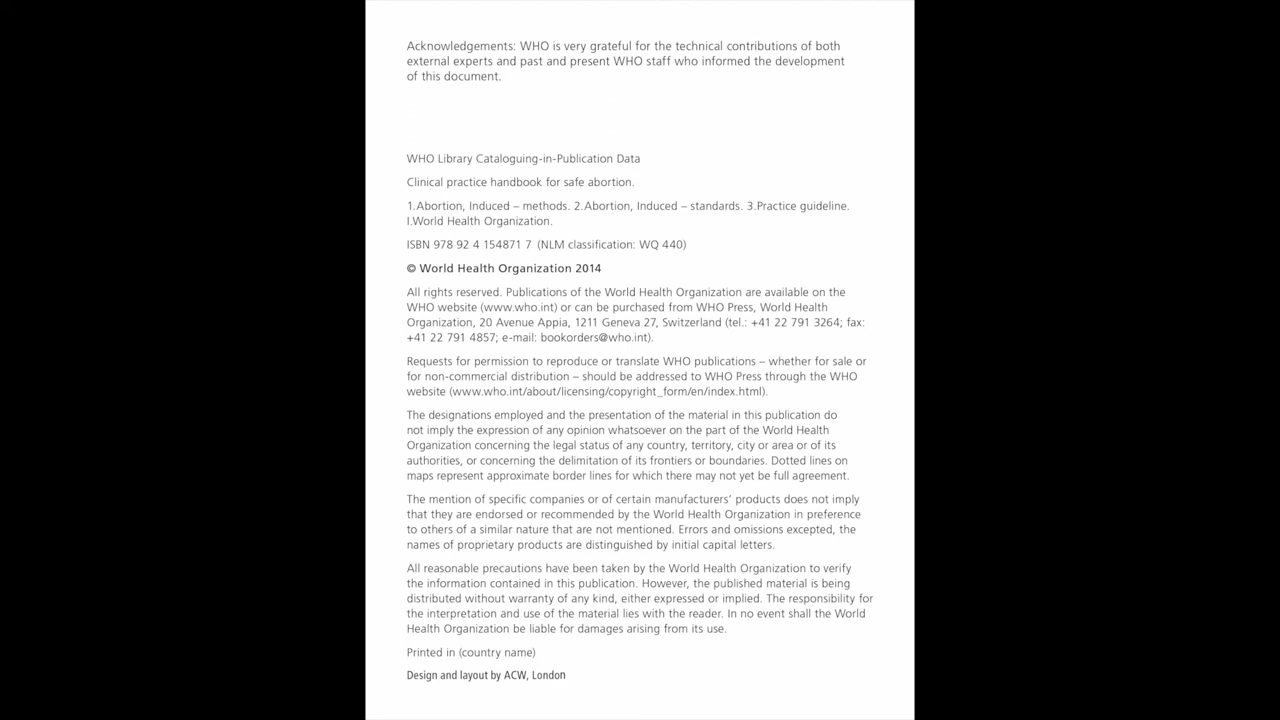 Acknowledgements: WHO is very grateful for the technical contributions of both
external experts and past and present WHO staff who informed the development
of this document.
WHO Library Cataloguing-in-Publication Data
Clinical practice handbook for safe abortion.
1.Abortion, Induced – methods. 2.Abortion, Induced – standards. 3.Practice guideline.
I.World Health Organization.
ISBN 978 92 4 154871 7 (NLM classification: WQ 440)
© World Health Organization 2014
All rights reserved. Publications of the World Health Organization are available on the
WHO website (www.who.int) or can be purchased from WHO Press, World Health
Organization, 20 Avenue Appia, 1211 Geneva 27, Switzerland (tel.: +41 22 791 3264; fax:
+41 22 791 4857; e-mail: bookorders@who.int).
Requests for permission to reproduce or translate WHO publications – whether for sale or
for non-commercial distribution – should be addressed to WHO Press through the WHO
website (www.who.int/about/licensing/copyright_form/en/index.html).
The designations employed and the presentation of the material in this publication do
not imply the expression of any opinion whatsoever on the part of the World Health
Organization concerning the legal status of any country, territory, city or area or of its
authorities, or concerning the delimitation of its frontiers or boundaries. Dotted lines on
maps represent approximate border lines for which there may not yet be full agreement.
The mention of specific companies or of certain manufacturers’ products does not imply
that they are endorsed or recommended by the World Health Organization in preference
to others of a similar nature that are not mentioned. Errors and omissions excepted, the
names of proprietary products are distinguished by initial capital letters.
All reasonable precautions have been taken by the World Health Organization to verify
the information contained in this publication. However, the published material is being
distributed without warranty of any kind, either expressed or implied. The responsibility for
the interpretation and use of the material lies with the reader. In no event shall the World
Health Organization be liable for damages arising from its use.
Printed in (country name)
Design and layout by ACW, London